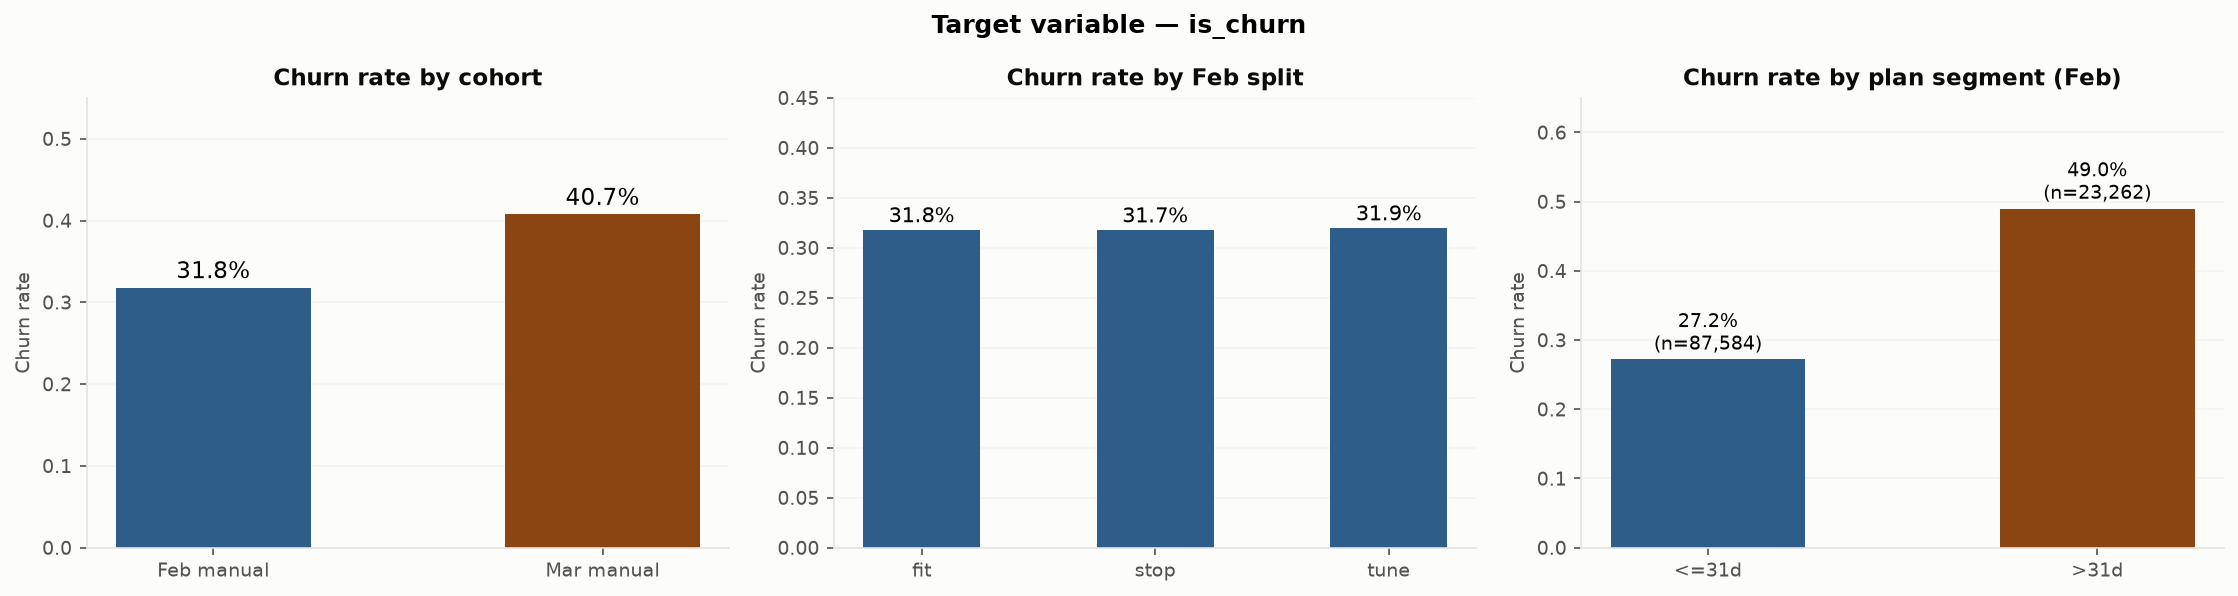 Target variable — is_churn
Churn rate by cohort
Churn rate
0.5
0.4
0.3
0.2
0.1
0.0
31.8%
40.7%
Feb manual
Mar manual
Churn rate by Feb split
Churn rate
0.45
0.40
0.35
0.30
0.25
0.20
0.15
0.10
0.05
0.00
31.8%
31.7%
31.9%
fit
stop
tune
Churn rate by plan segment (Feb)
Churn rate
0.6
0.5
0.4
0.3
0.2
0.1
0.0
27.2%
(n=87,584)
49.0%
(n=23,262)
<=31d
>31d